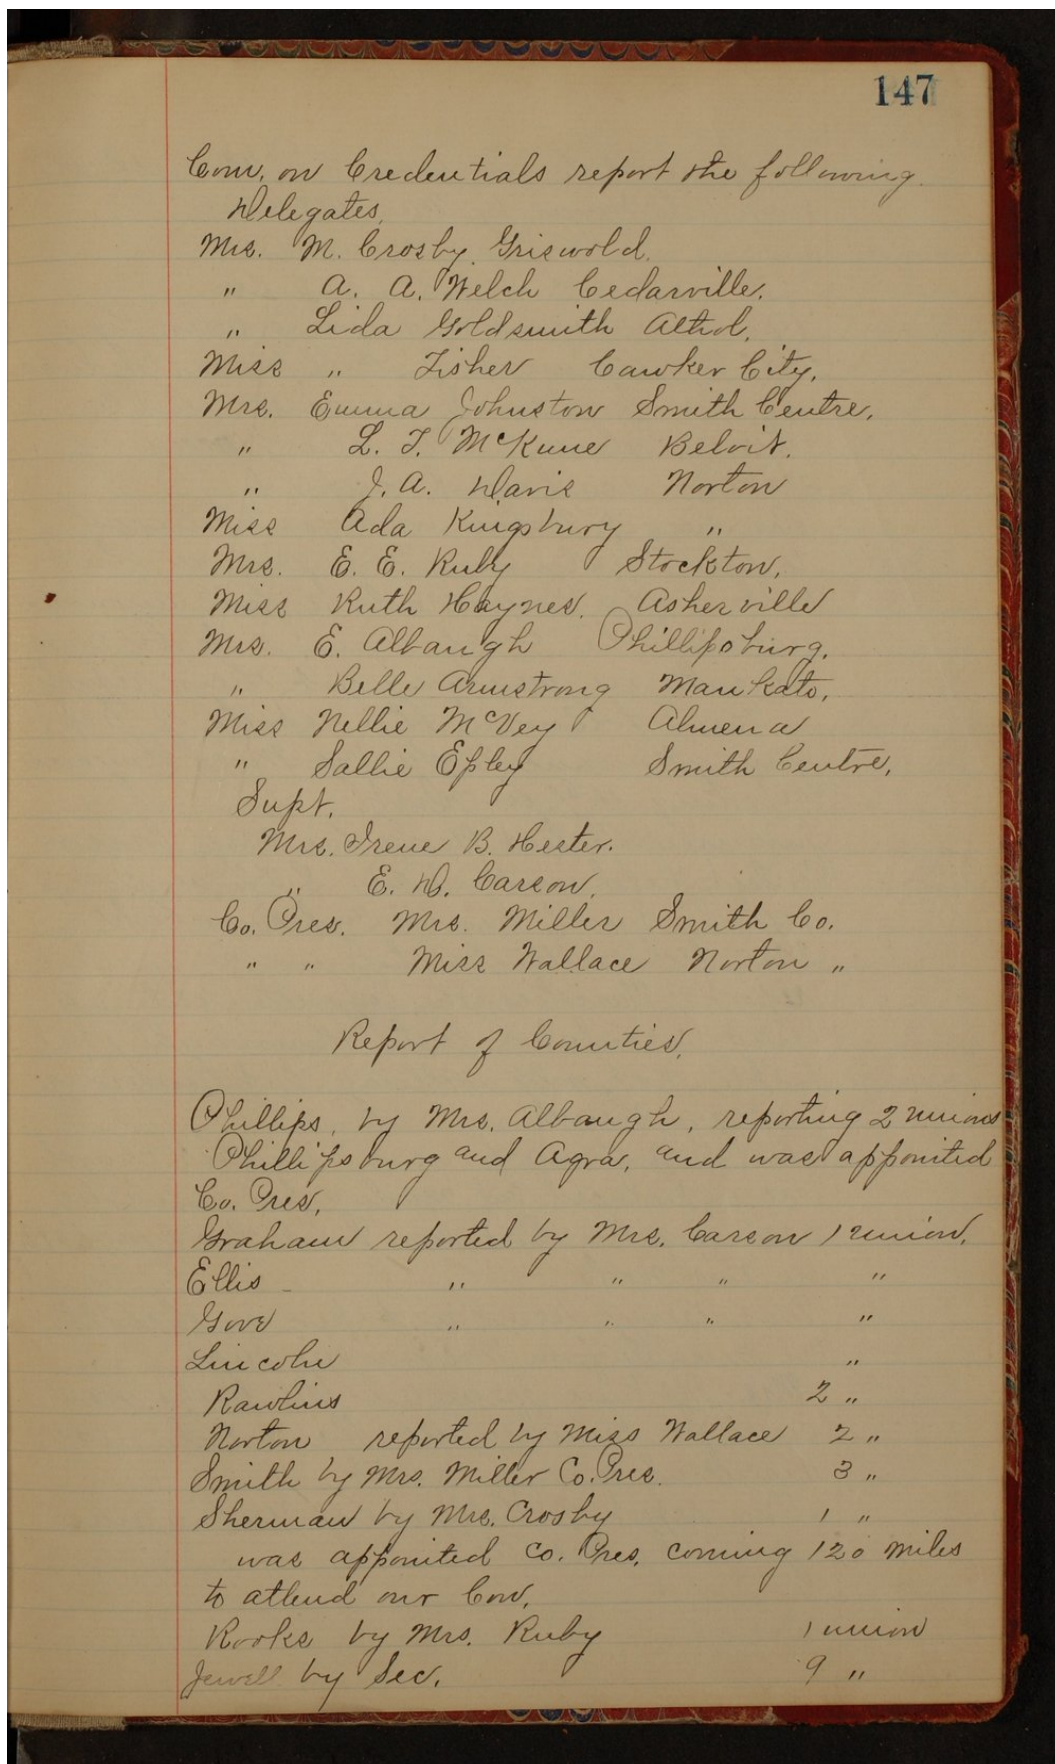 147
Com. on Credentials report the following
Delegates.
Mrs. M. Crosby, Griswold.
" A. A. Welch Cedarville.
" Lida Goldsmith Athol.
Miss " Fisher Cawker City.
Mrs. Emma Johnston Smith Centre.
" L. T. McKune Beloit.
" J. A. Davis Norton
Miss Ada Kingsbury "
Mrs. E. E. Ruby Stockton.
Miss Ruth Haynes. Asherville
Mrs. E. Albaugh Phillipsburg.
" Belle Armstrong Mankato.
Miss Nellie McVey Almena
" Sallie Epley Smith Centre.
Supt.
Mrs. Irene B. Hester.
" E. D. Carson.
Co. Pres. Mrs. Miller Smith Co.
" " Miss Wallace Norton "
Report of Counties.
Phillips, by Mrs. Albaugh, reporting 2 unions
Phillipsburg and Agra, and was appointed
Co. Pres.
Graham reported by Mrs. Carson 1 union.
Ellis " " " "
Gove " " " "
Lincoln "
Rawlins 2 "
Norton reported by Miss Wallace 2 "
Smith by Mrs. Miller Co. Pres. 3 "
Sherman by Mrs. Crosby 1 "
was appointed Co. Pres. coming 120 miles
to attend our Con.
Rooks by Mrs. Ruby 1 union
Jewell by Sec. 9 "